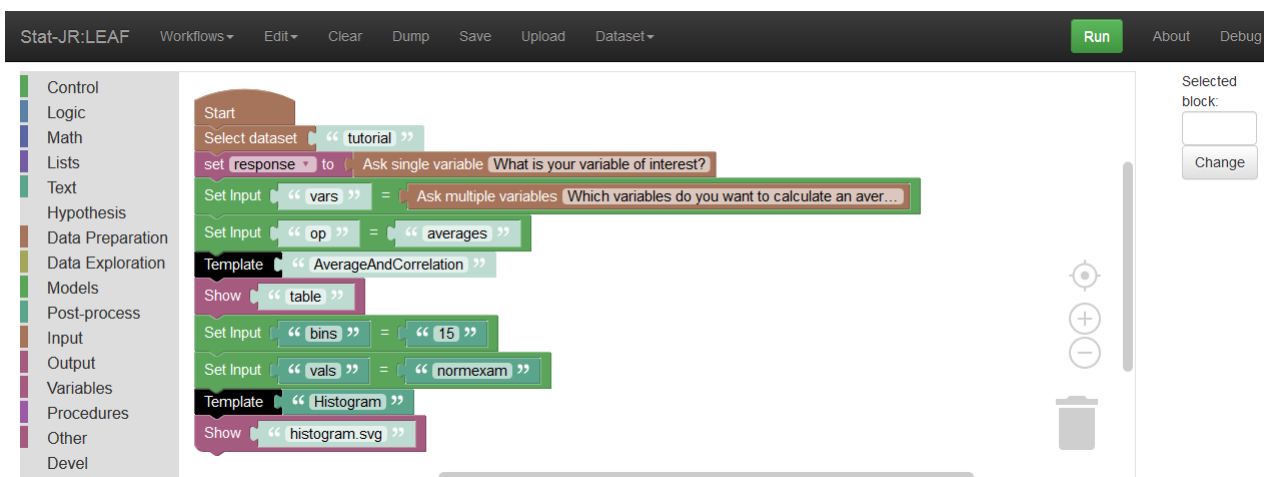 Stat-JR:LEAF Workflows Edit Clear Dump Save Upload Dataset Run About Debug
Control
Logic
Math
Lists
Text
Hypothesis
Data Preparation
Data Exploration
Models
Post-process
Input
Output
Variables
Procedures
Other
Devel
Start
Select dataset “ tutorial ”
set response to Ask single variable What is your variable of interest?
Set Input “ vars ” = Ask multiple variables Which variables do you want to calculate an aver...
Set Input “ op ” = “ averages ”
Template “ AverageAndCorrelation ”
Show “ table ”
Set Input “ bins ” = “ 15 ”
Set Input “ vals ” = “ normexam ”
Template “ Histogram ”
Show “ histogram.svg ”
Selected
block:
Change